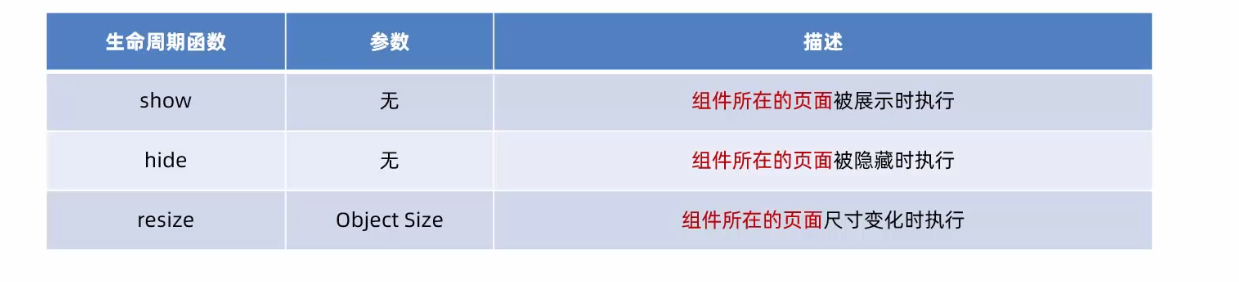 生命周期函数 参数 描述
show 无 组件所在的页面被展示时执行
hide 无 组件所在的页面被隐藏时执行
resize Object Size 组件所在的页面尺寸变化时执行